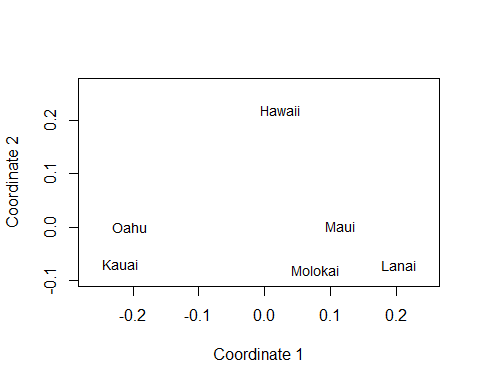 Coordinate 2
0.2
0.1
0.0
-0.1
Hawaii
Oahu
Maui
Kauai
Molokai
Lanai
-0.2
-0.1
0.0
0.1
0.2
Coordinate 1